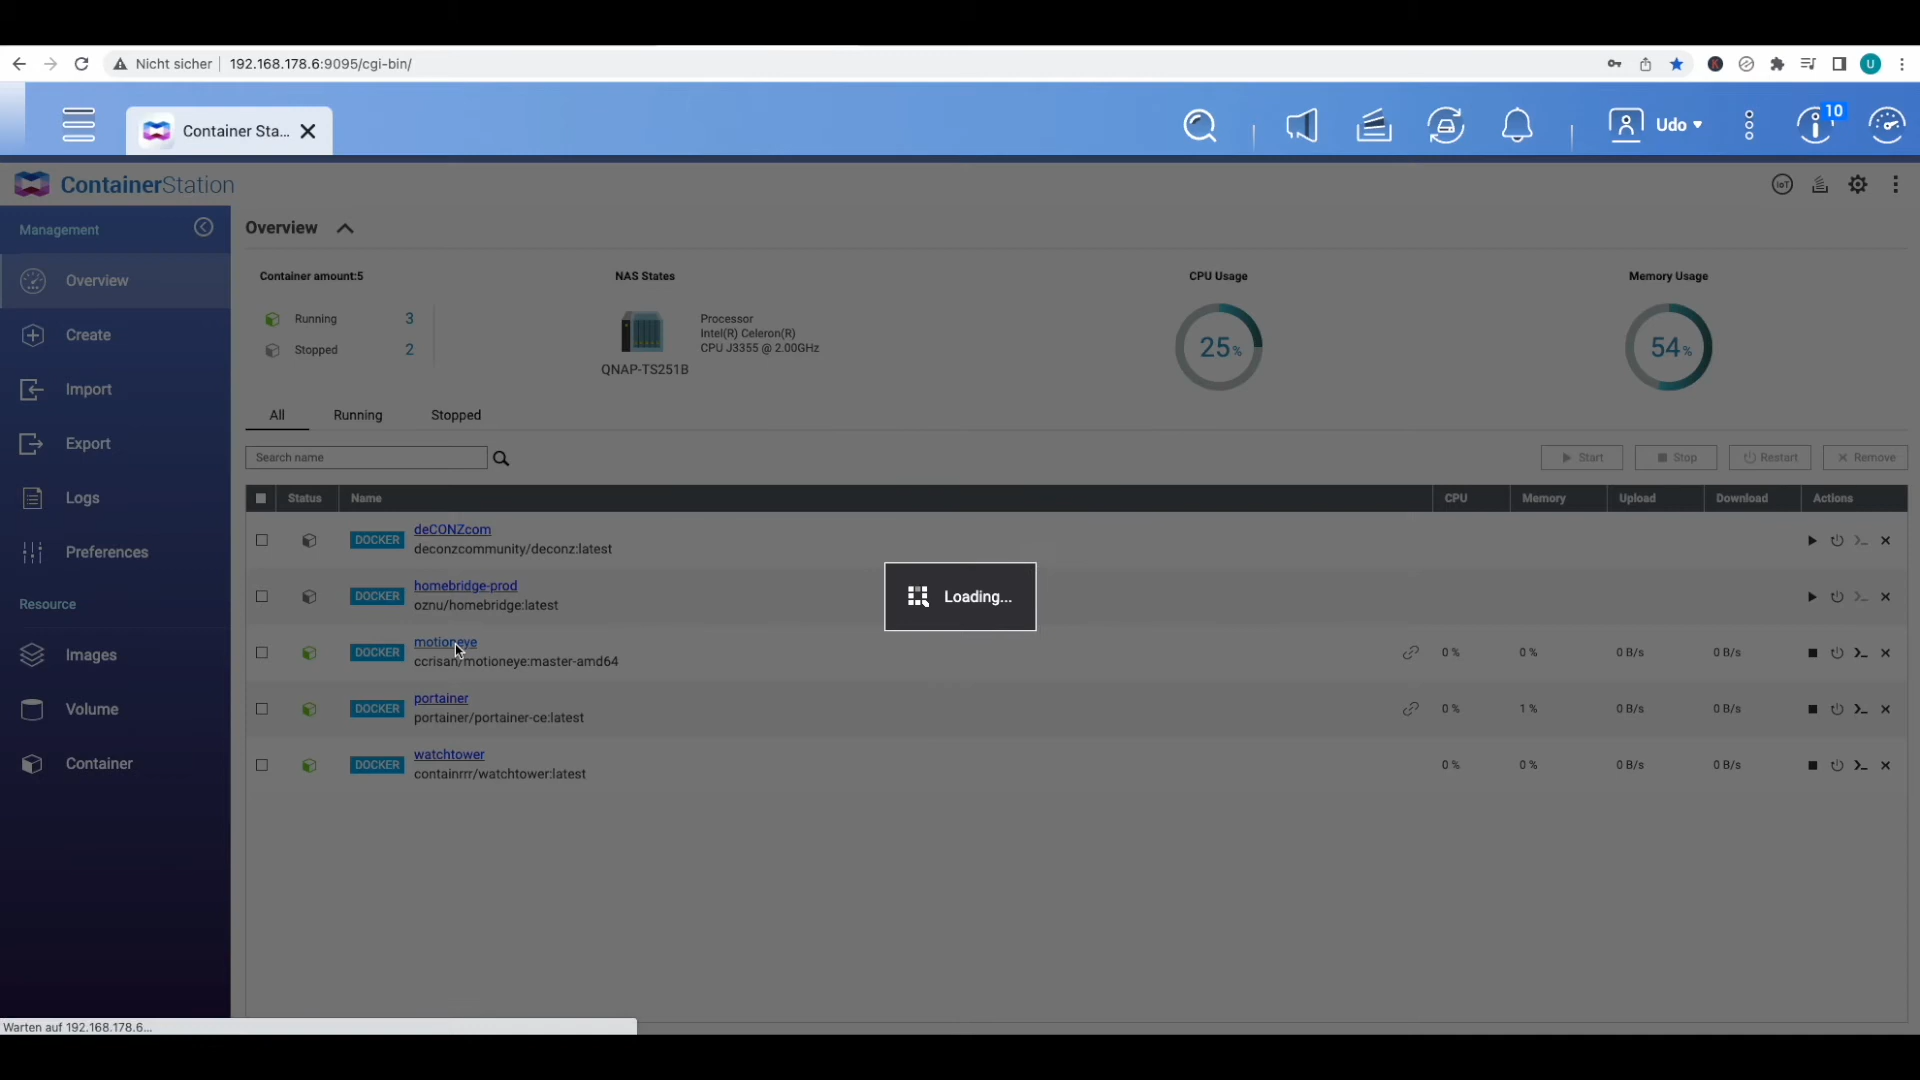 Nicht sicher 192.168.178.6:9095/cgi-bin/
U
Container Sta...
Udo
10
ContainerStation
IoT
Management
Overview
Create
Import
Export
Logs
Preferences
Resource
Images
Volume
Container
Overview
Container amount:5
NAS States
CPU Usage
Memory Usage
Running 3
Stopped 2
Processor
Intel(R) Celeron(R)
CPU J3355 @ 2.00GHz
QNAP-TS251B
25%
54%
All Running Stopped
Search name
Start Stop Restart Remove
Status Name CPU Memory Upload Download Actions
DOCKER deCONZcom
deconzcommunity/deconz:latest
DOCKER homebridge-prod
oznu/homebridge:latest
Loading...
DOCKER motioneye 0 % 0 % 0 B/s 0 B/s
ccrisan/motioneye:master-amd64
DOCKER portainer 0 % 1 % 0 B/s 0 B/s
portainer/portainer-ce:latest
DOCKER watchtower 0 % 0 % 0 B/s 0 B/s
containrrr/watchtower:latest
Warten auf 192.168.178.6...